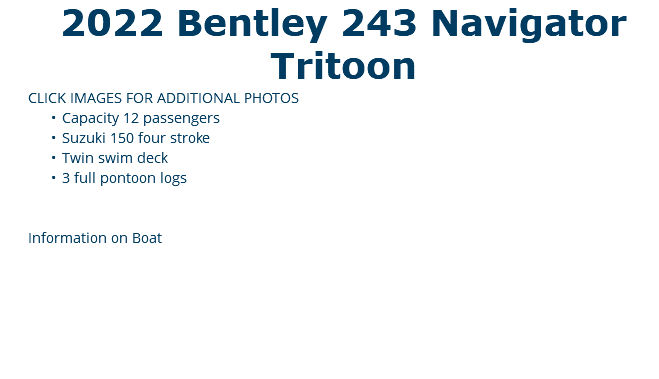 2022 Bentley 243 Navigator
Tritoon
CLICK IMAGES FOR ADDITIONAL PHOTOS
• Capacity 12 passengers
• Suzuki 150 four stroke
• Twin swim deck
• 3 full pontoon logs
Information on Boat